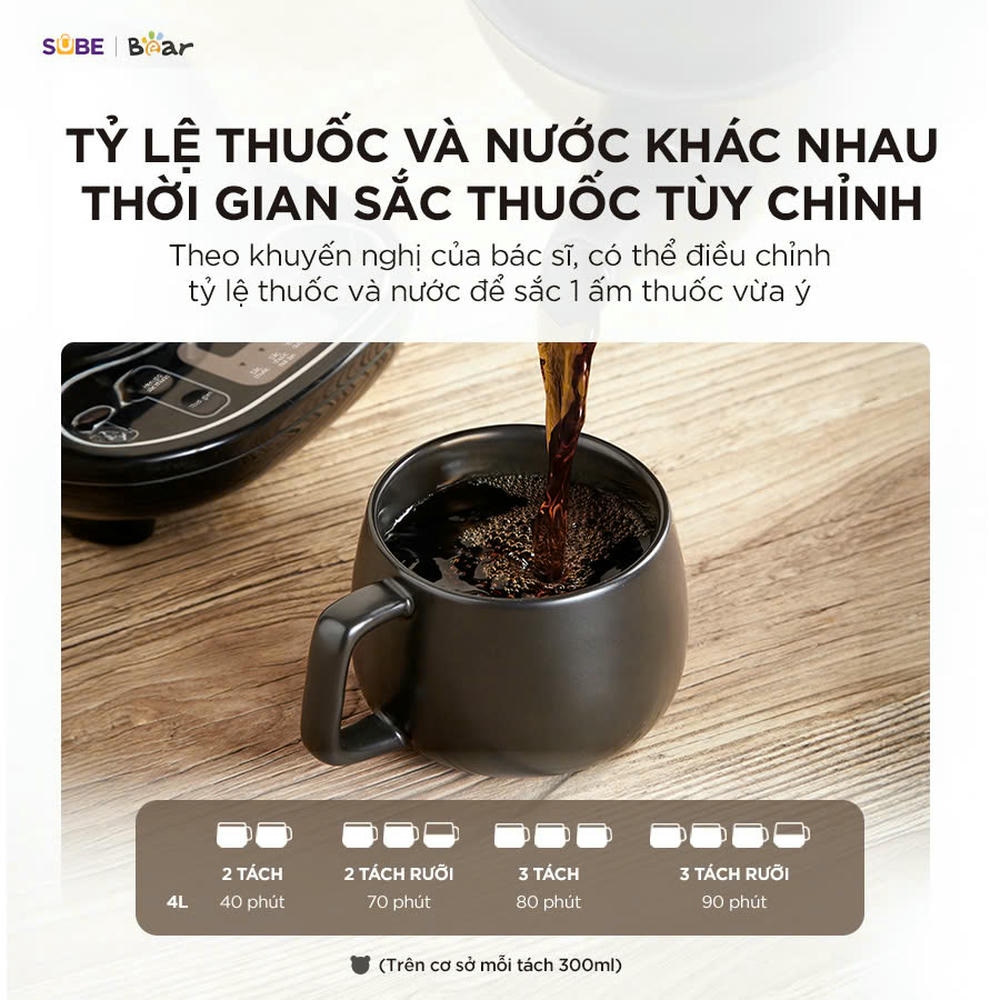 SUBE | Bear
TỶ LỆ THUỐC VÀ NƯỚC KHÁC NHAU
THỜI GIAN SẮC THUỐC TÙY CHỈNH
Theo khuyến nghị của bác sĩ, có thể điều chỉnh
tỷ lệ thuốc và nước để sắc 1 ấm thuốc vừa ý
2 TÁCH 2 TÁCH RƯỠI 3 TÁCH 3 TÁCH RƯỠI
4L 40 phút 70 phút 80 phút 90 phút
(Trên cơ sở mỗi tách 300ml)